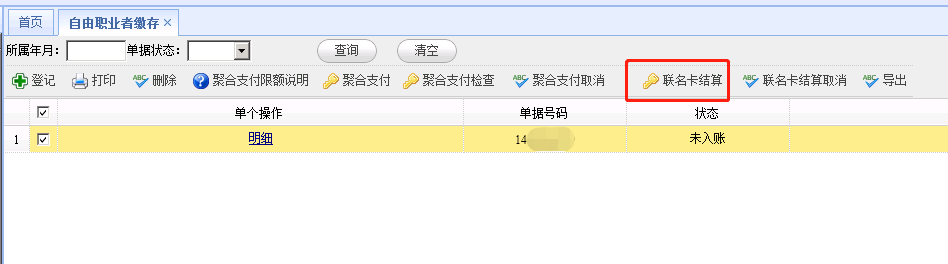 首页 自由职业者缴存 ×
所属年月： 单据状态： 查询 清空
登记 打印 删除 聚合支付限额说明 聚合支付 聚合支付检查 聚合支付取消 联名卡结算 联名卡结算取消 导出
单个操作 单据号码 状态
1 明细 14 未入账